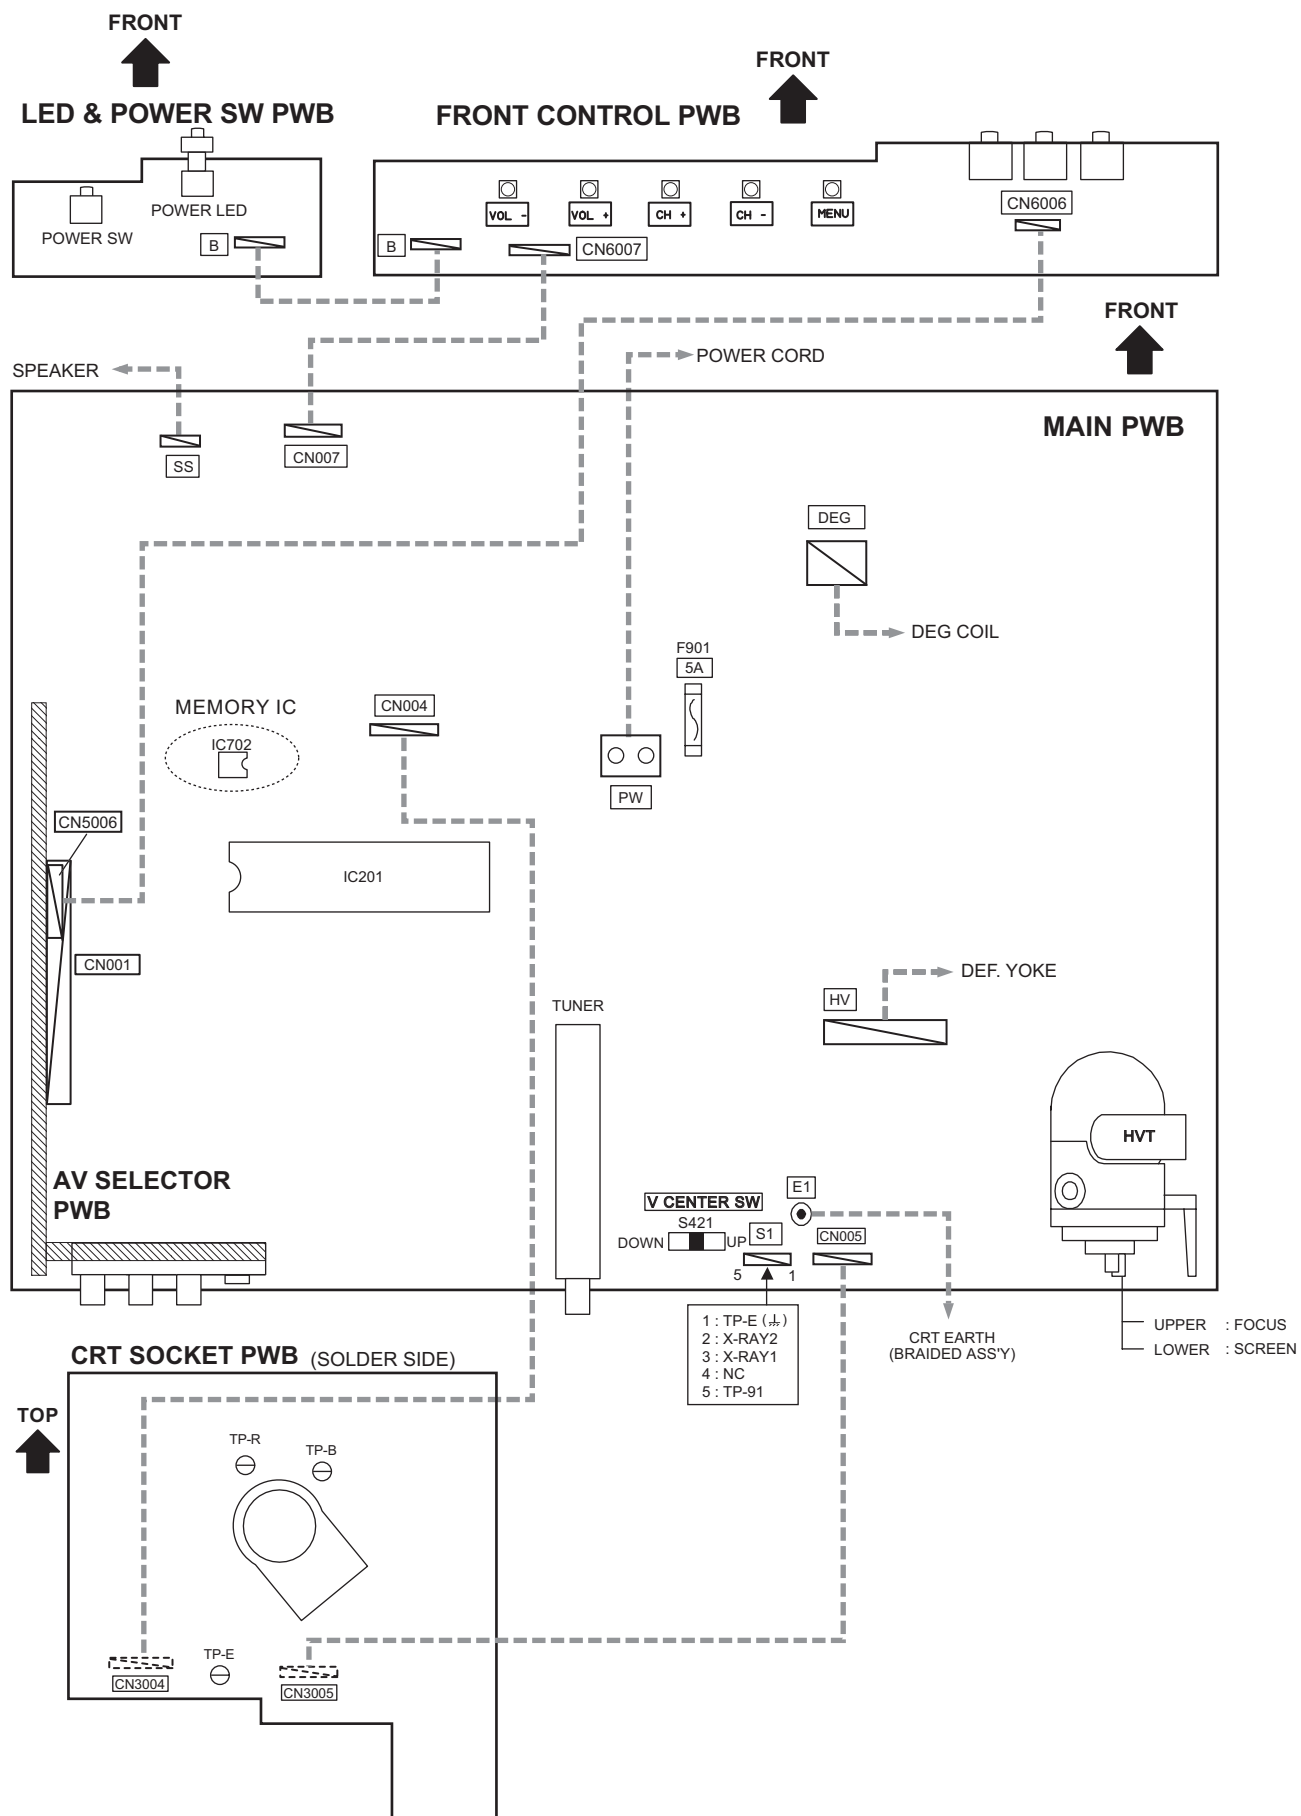 FRONT
FRONT
LED & POWER SW PWB
FRONT CONTROL PWB
POWER LED
POWER SW
B
VOL -
VOL +
CH +
CH -
MENU
CN6006
B
CN6007
FRONT
SPEAKER
POWER CORD
MAIN PWB
SS
CN007
DEG
DEG COIL
F901
5A
MEMORY IC
IC702
CN004
PW
CN5006
IC201
CN001
DEF. YOKE
HV
TUNER
HVT
AV SELECTOR
PWB
V CENTER SW
S421
DOWN
UP
S1
E1
CN005
5
1
1 : TP-E (⏚)
2 : X-RAY2
3 : X-RAY1
4 : NC
5 : TP-91
CRT EARTH
(BRAIDED ASS'Y)
UPPER : FOCUS
LOWER : SCREEN
CRT SOCKET PWB (SOLDER SIDE)
TOP
TP-R
TP-B
TP-E
CN3004
CN3005